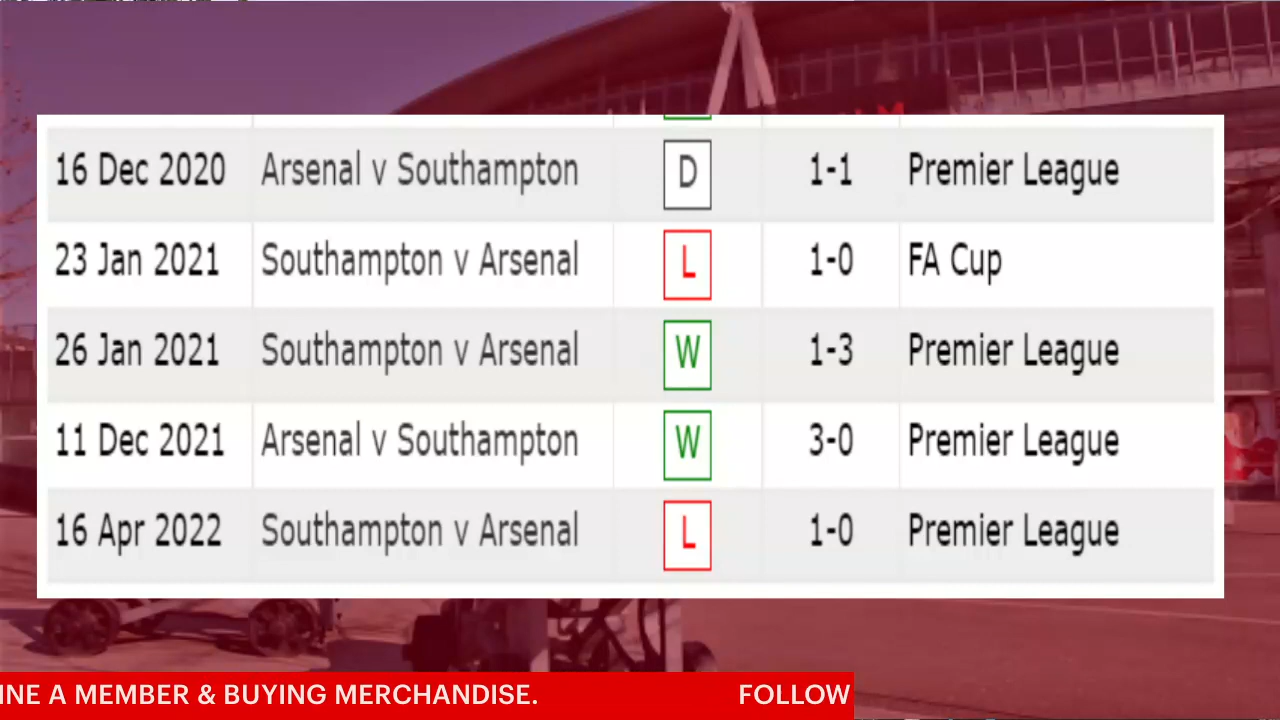 16 Dec 2020 Arsenal v Southampton D 1-1 Premier League
23 Jan 2021 Southampton v Arsenal L 1-0 FA Cup
26 Jan 2021 Southampton v Arsenal W 1-3 Premier League
11 Dec 2021 Arsenal v Southampton W 3-0 Premier League
16 Apr 2022 Southampton v Arsenal L 1-0 Premier League
INE A MEMBER & BUYING MERCHANDISE. FOLLOW